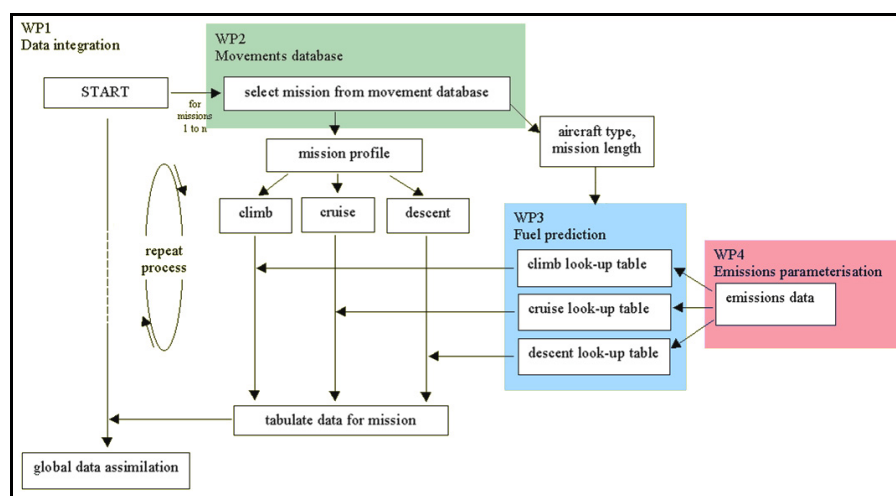 WP1
Data integration
WP2
Movements database
START
select mission from movement database
for
missions
1 to n
aircraft type,
mission length
mission profile
climb
cruise
descent
WP3
Fuel prediction
repeat
process
climb look-up table
WP4
Emissions parameterisation
emissions data
cruise look-up table
descent look-up table
tabulate data for mission
global data assimilation